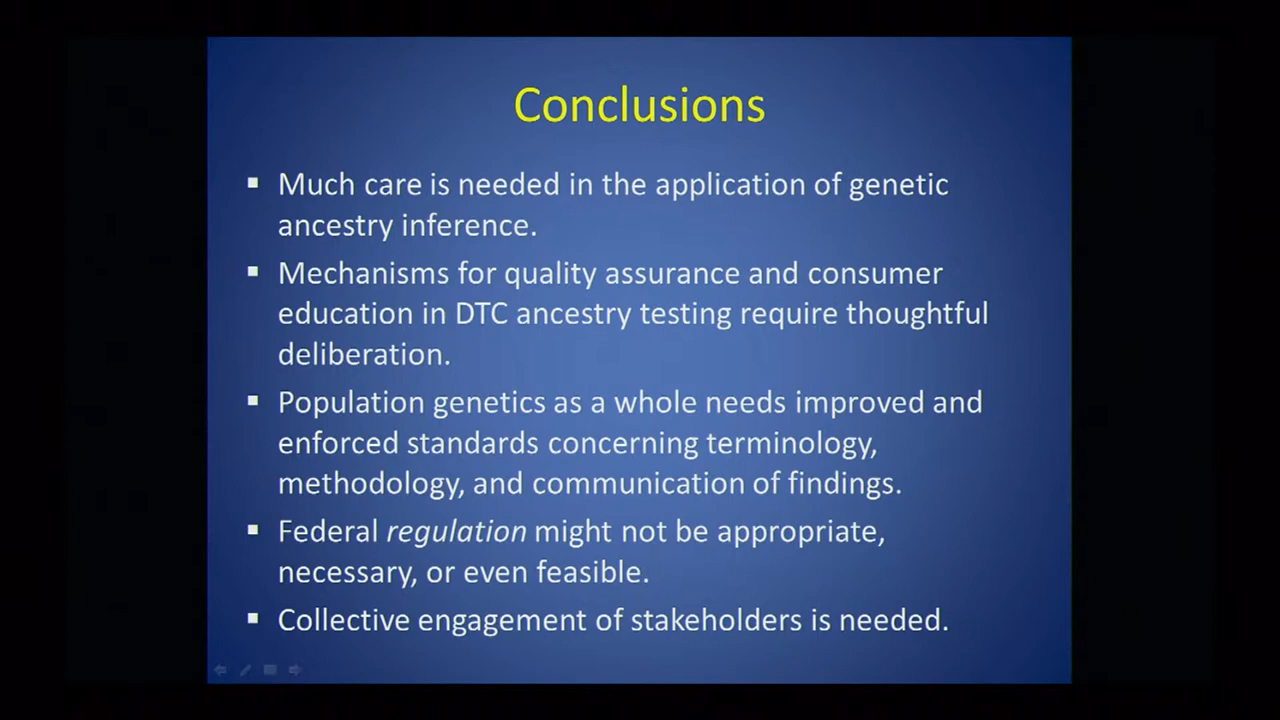 Conclusions
▪ Much care is needed in the application of genetic
ancestry inference.
▪ Mechanisms for quality assurance and consumer
education in DTC ancestry testing require thoughtful
deliberation.
▪ Population genetics as a whole needs improved and
enforced standards concerning terminology,
methodology, and communication of findings.
▪ Federal regulation might not be appropriate,
necessary, or even feasible.
▪ Collective engagement of stakeholders is needed.